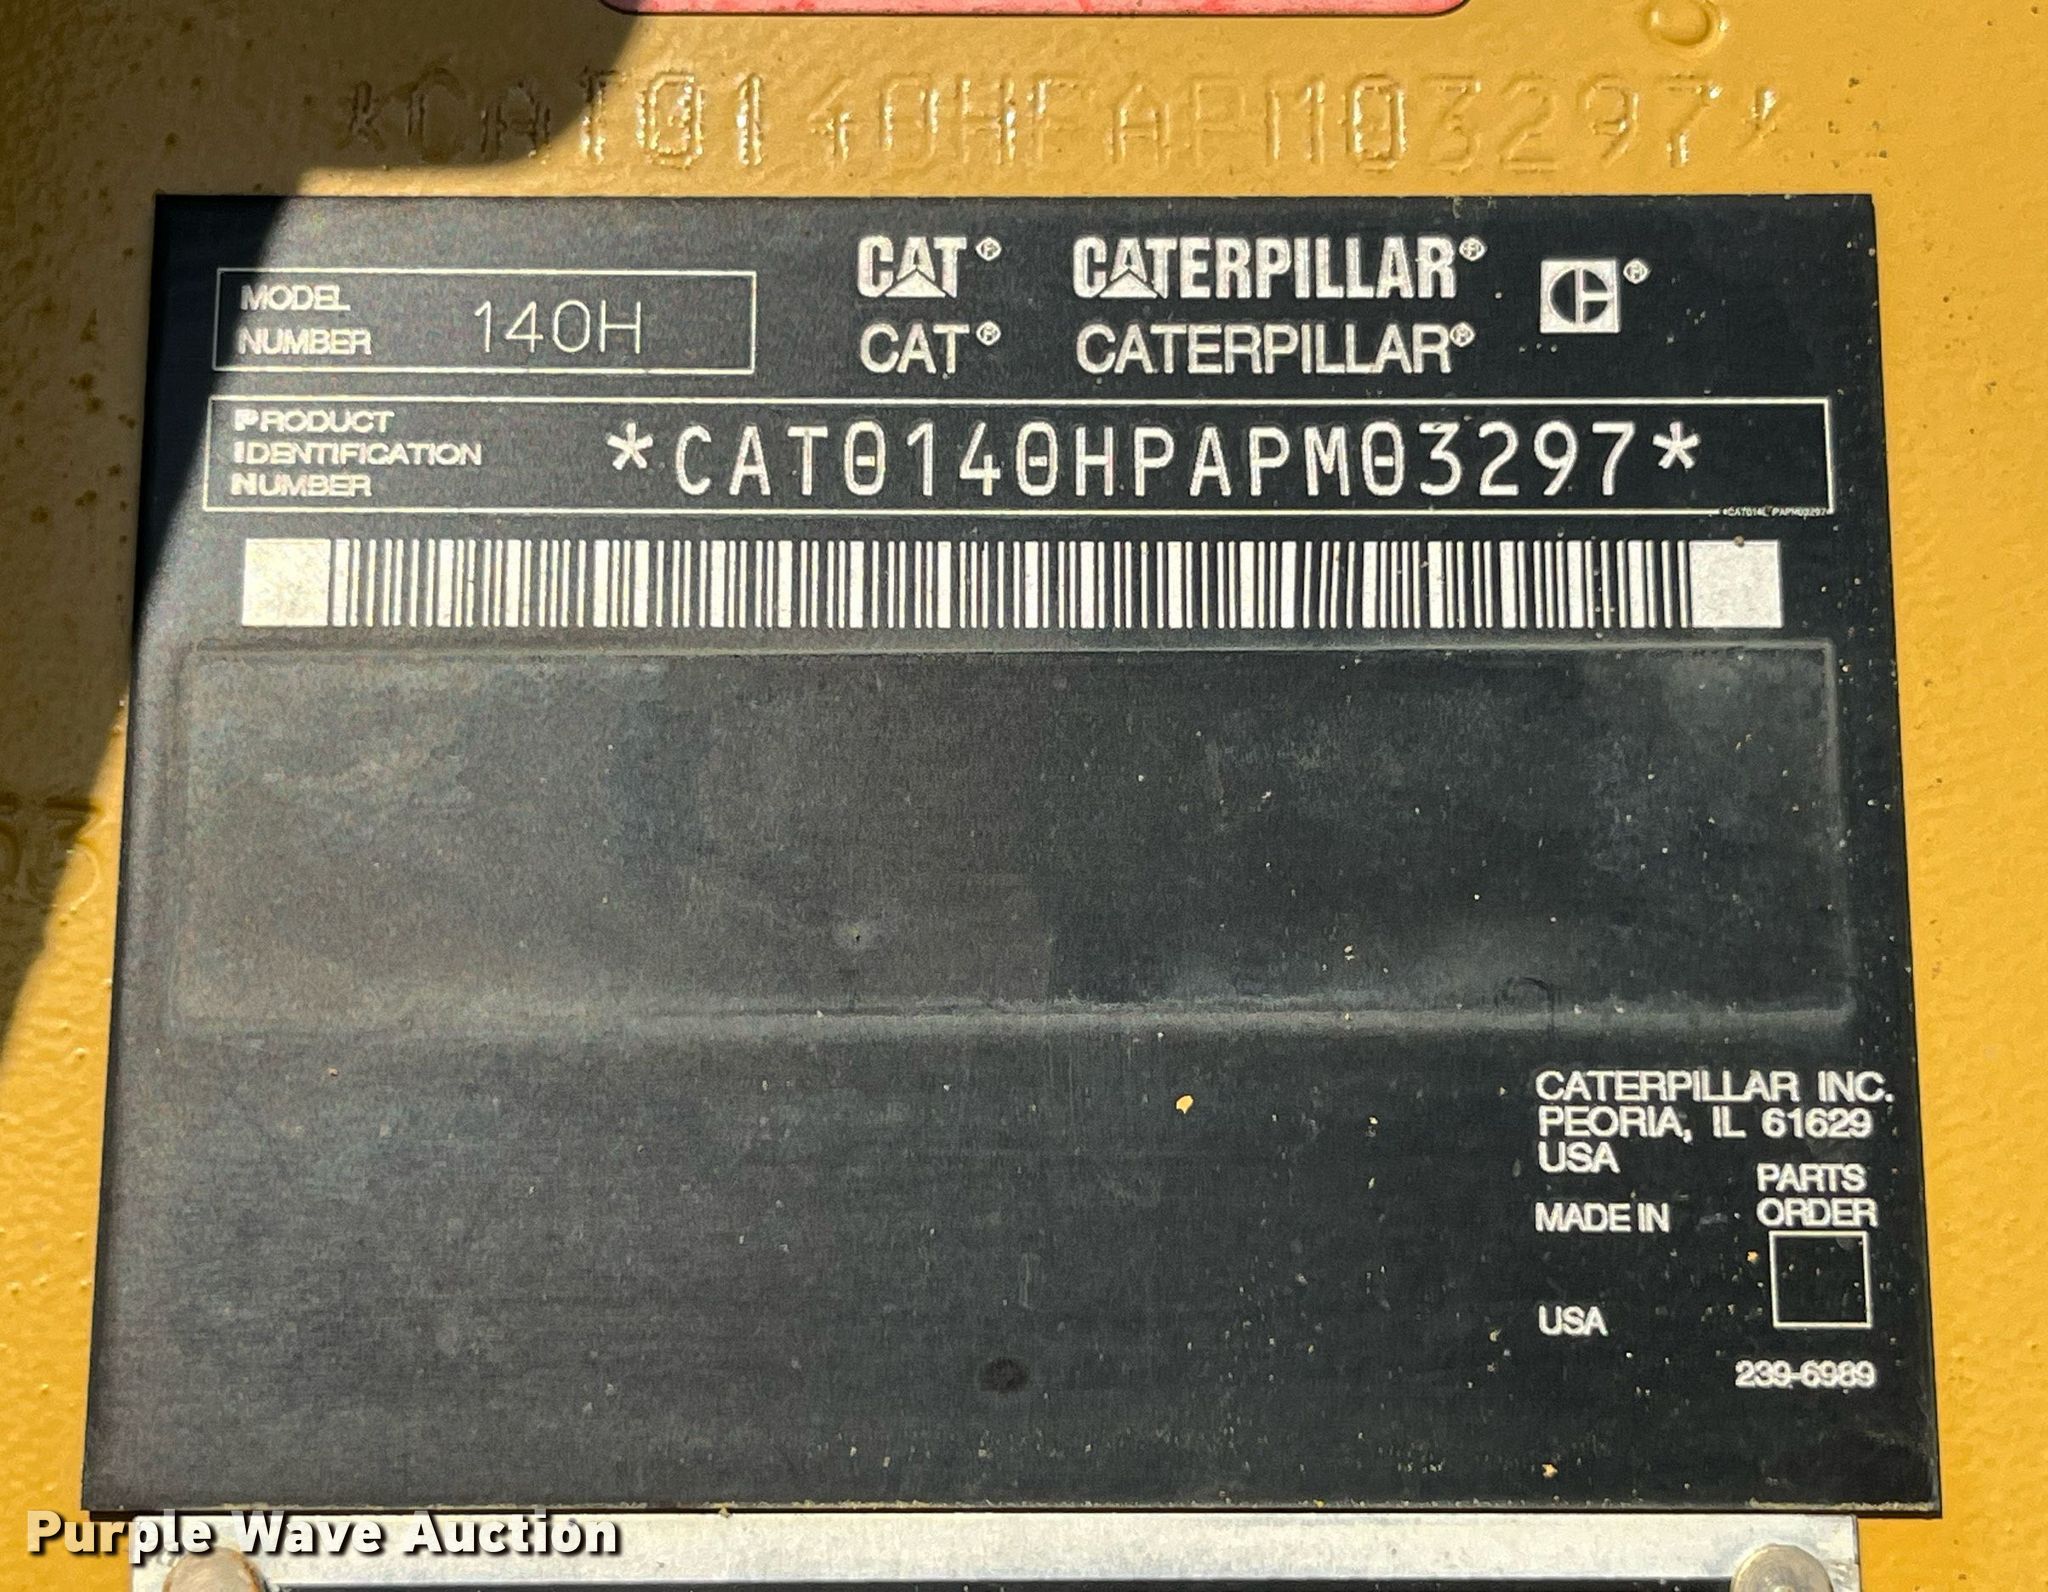 *CAT0140HPAPM03297*
MODEL
NUMBER 140H
CAT® CATERPILLAR® ®
CAT® CATERPILLAR®
PRODUCT
IDENTIFICATION
NUMBER
*CAT0140HPAPM03297*
CATERPILLAR INC.
PEORIA, IL 61629
USA
PARTS
ORDER
MADE IN
USA
239-6989
Purple Wave Auction